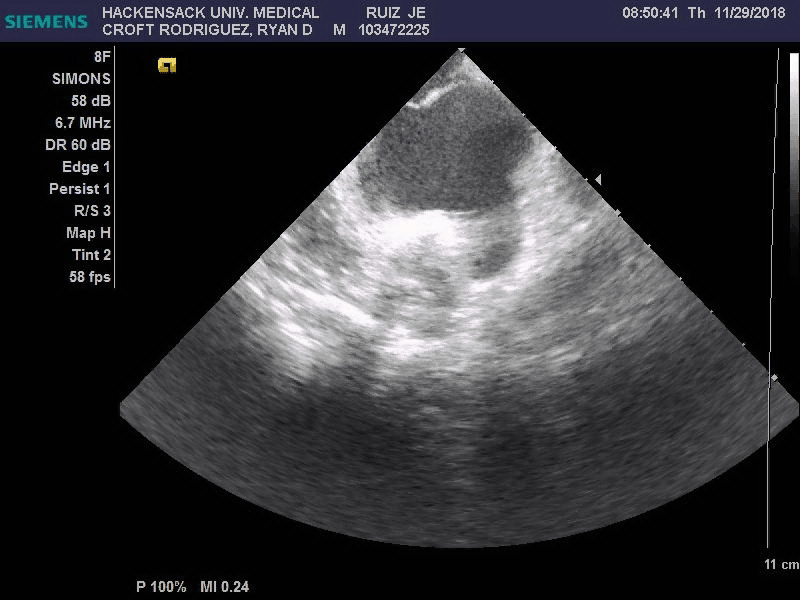 SIEMENS
HACKENSACK UNIV. MEDICAL RUIZ JE 08:50:41 Th 11/29/2018
CROFT RODRIGUEZ, RYAN D M 103472225
8F
SIMONS
58 dB
6.7 MHz
DR 60 dB
Edge 1
Persist 1
R/S 3
Map H
Tint 2
58 fps
11 cm
P 100% MI 0.24